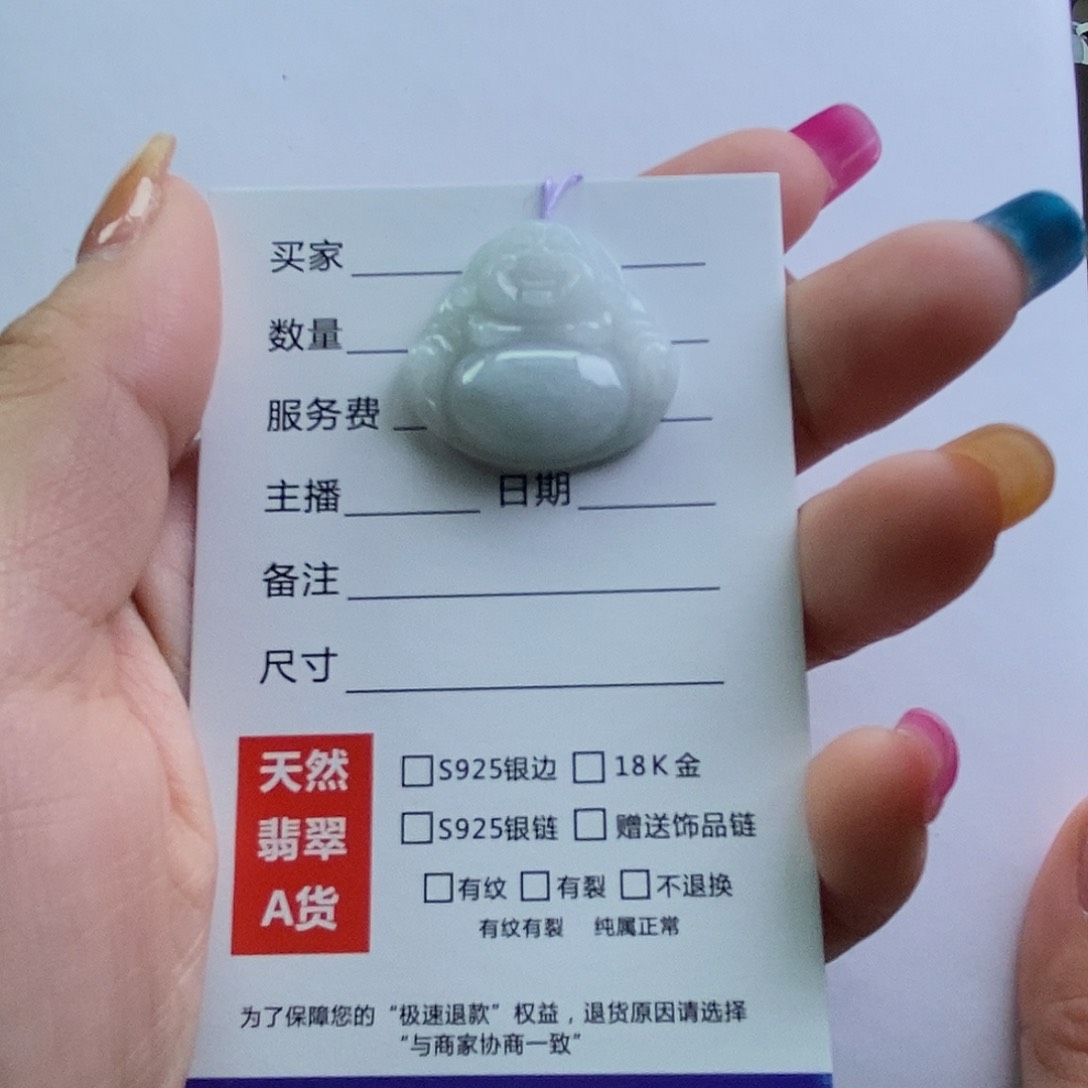 买家
数量
服务费
主播 日期
备注
尺寸
天然
翡翠
A货
S925银边 18K金
S925银链 赠送饰品链
有纹 有裂 不退换
有纹有裂 纯属正常
为了保障您的“极速退款”权益，退货原因请选择
“与商家协商一致”